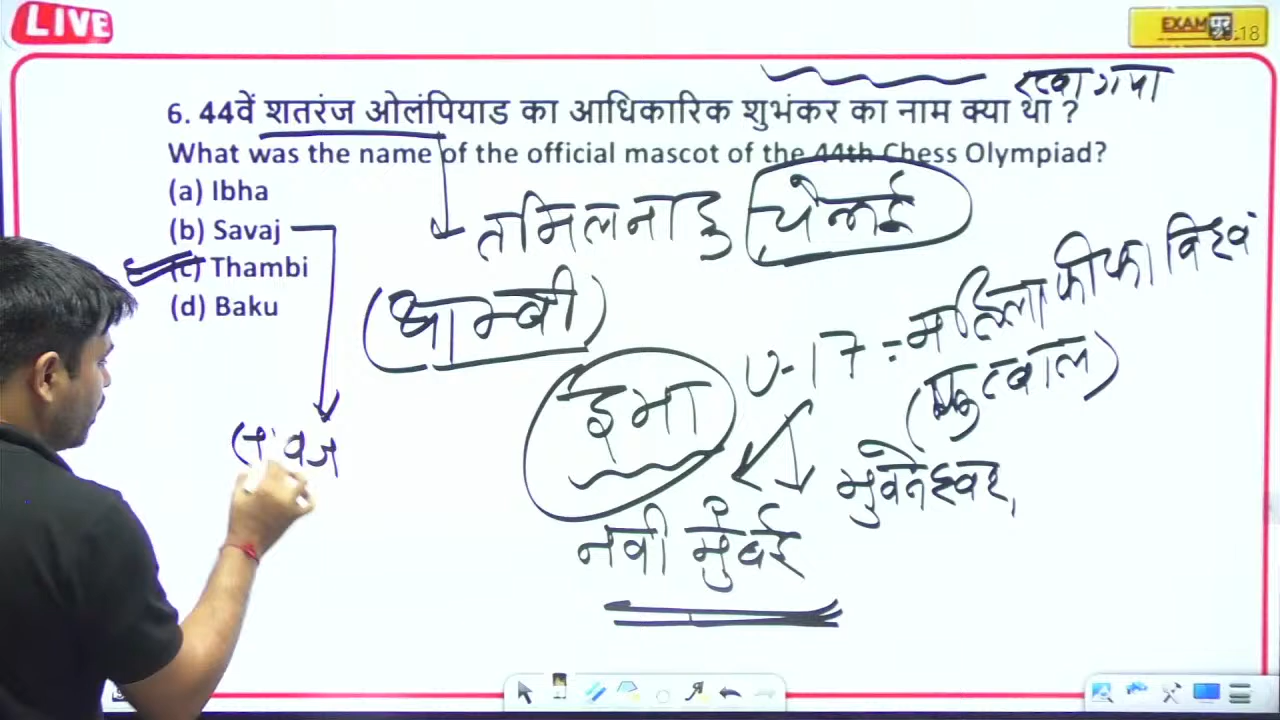 LIVE
EXAM पुर
18
रखा गया
6. 44वें शतरंज ओलंपियाड का आधिकारिक शुभंकर का नाम क्या था ?
What was the name of the official mascot of the 44th Chess Olympiad?
(a) Ibha
(b) Savaj
(c) Thambi
(d) Baku
तमिलनाडु चेन्नई
(थाम्बी)
इभा U-17 = महिला फीफा विश्व
(फुटबाल)
भुवनेश्वर,
नवी मुंबई